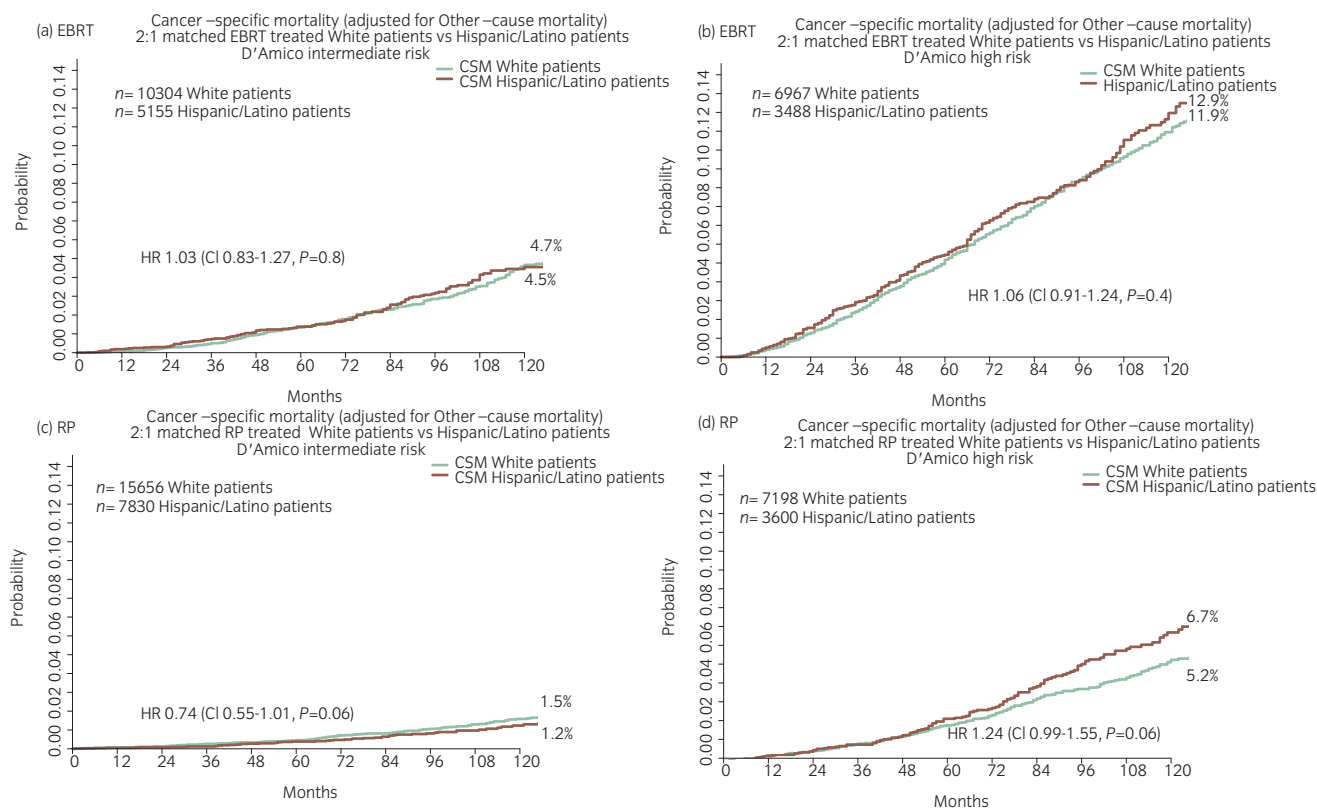 (a) EBRT
Cancer –specific mortality (adjusted for Other –cause mortality)
2:1 matched EBRT treated White patients vs Hispanic/Latino patients
D'Amico intermediate risk
CSM White patients
CSM Hispanic/Latino patients
n= 10304 White patients
n= 5155 Hispanic/Latino patients
Probability
0.00 0.02 0.04 0.06 0.08 0.10 0.12 0.14
HR 1.03 (CI 0.83-1.27, P=0.8)
4.7%
4.5%
0 12 24 36 48 60 72 84 96 108 120
Months
(b) EBRT
Cancer –specific mortality (adjusted for Other –cause mortality)
2:1 matched EBRT treated White patients vs Hispanic/Latino patients
D'Amico high risk
CSM White patients
Hispanic/Latino patients
n= 6967 White patients
n= 3488 Hispanic/Latino patients
12.9%
11.9%
Probability
0.00 0.02 0.04 0.06 0.08 0.10 0.12 0.14
HR 1.06 (CI 0.91-1.24, P=0.4)
0 12 24 36 48 60 72 84 96 108 120
Months
(c) RP
Cancer –specific mortality (adjusted for Other –cause mortality)
2:1 matched RP treated White patients vs Hispanic/Latino patients
D'Amico intermediate risk
CSM White patients
CSM Hispanic/Latino patients
n= 15656 White patients
n= 7830 Hispanic/Latino patients
Probability
0.00 0.02 0.04 0.06 0.08 0.10 0.12 0.14
HR 0.74 (CI 0.55-1.01, P=0.06)
1.5%
1.2%
0 12 24 36 48 60 72 84 96 108 120
Months
(d) RP
Cancer –specific mortality (adjusted for Other –cause mortality)
2:1 matched RP treated White patients vs Hispanic/Latino patients
D'Amico high risk
CSM White patients
CSM Hispanic/Latino patients
n= 7198 White patients
n= 3600 Hispanic/Latino patients
Probability
0.00 0.02 0.04 0.06 0.08 0.10 0.12 0.14
6.7%
5.2%
HR 1.24 (CI 0.99-1.55, P=0.06)
0 12 24 36 48 60 72 84 96 108 120
Months